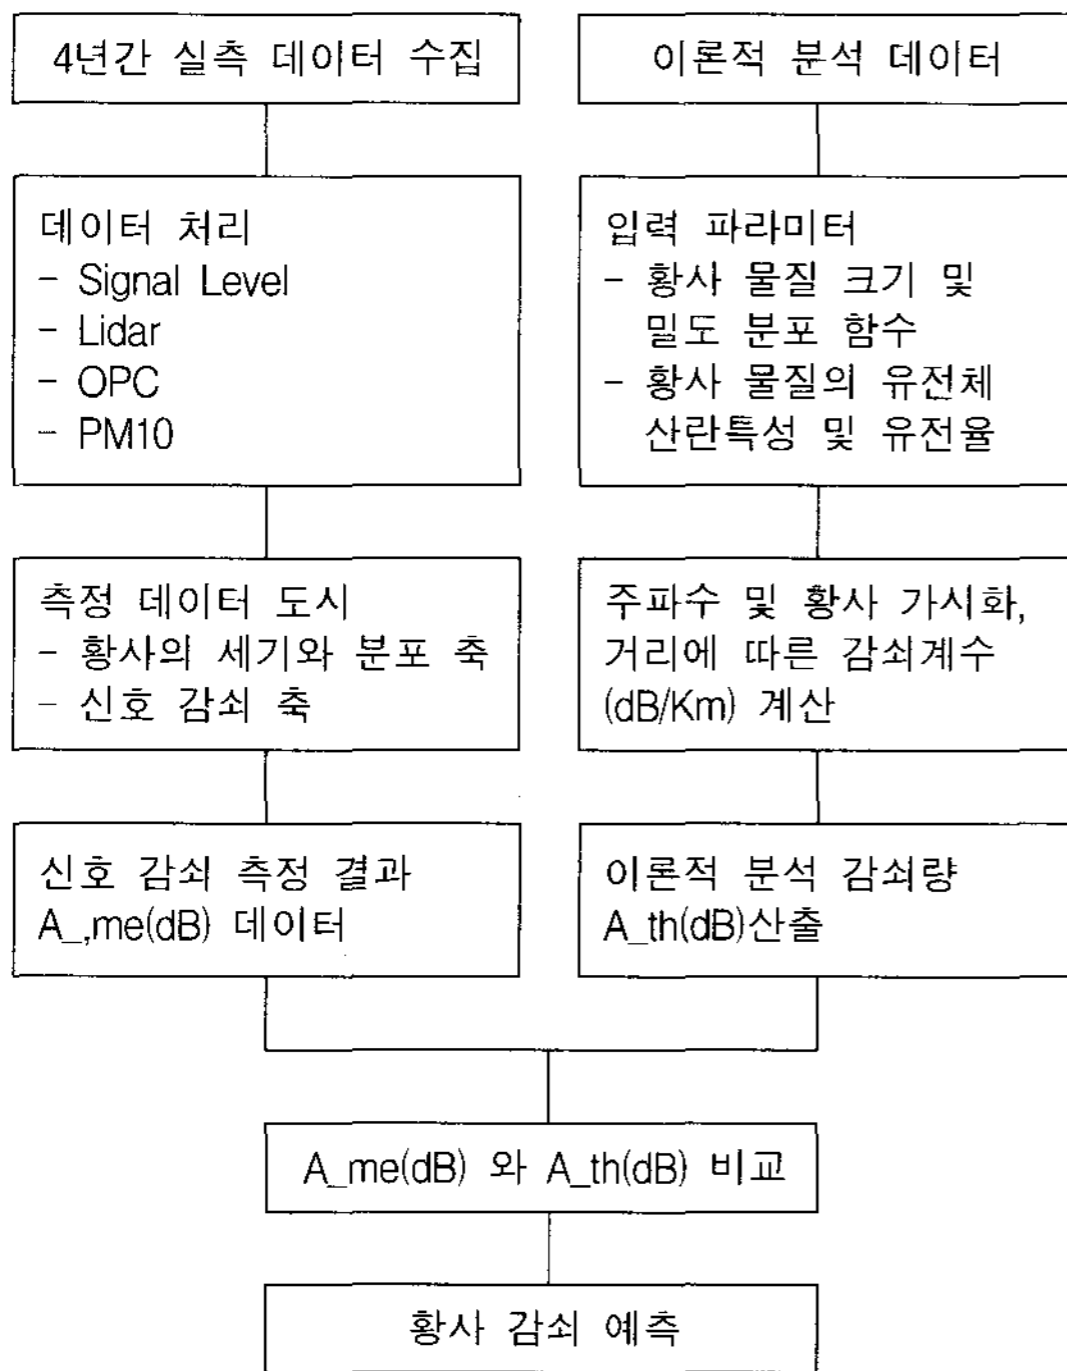 4년간 실측 데이터 수집
데이터 처리
- Signal Level
- Lidar
- OPC
- PM10
측정 데이터 도시
- 황사의 세기와 분포 축
- 신호 감쇠 축
신호 감쇠 측정 결과
A_,me(dB) 데이터
이론적 분석 데이터
입력 파라미터
- 황사 물질 크기 및
밀도 분포 함수
- 황사 물질의 유전체
산란특성 및 유전율
주파수 및 황사 가시화,
거리에 따른 감쇠계수
(dB/Km) 계산
이론적 분석 감쇠량
A_th(dB)산출
A_me(dB) 와 A_th(dB) 비교
황사 감쇠 예측